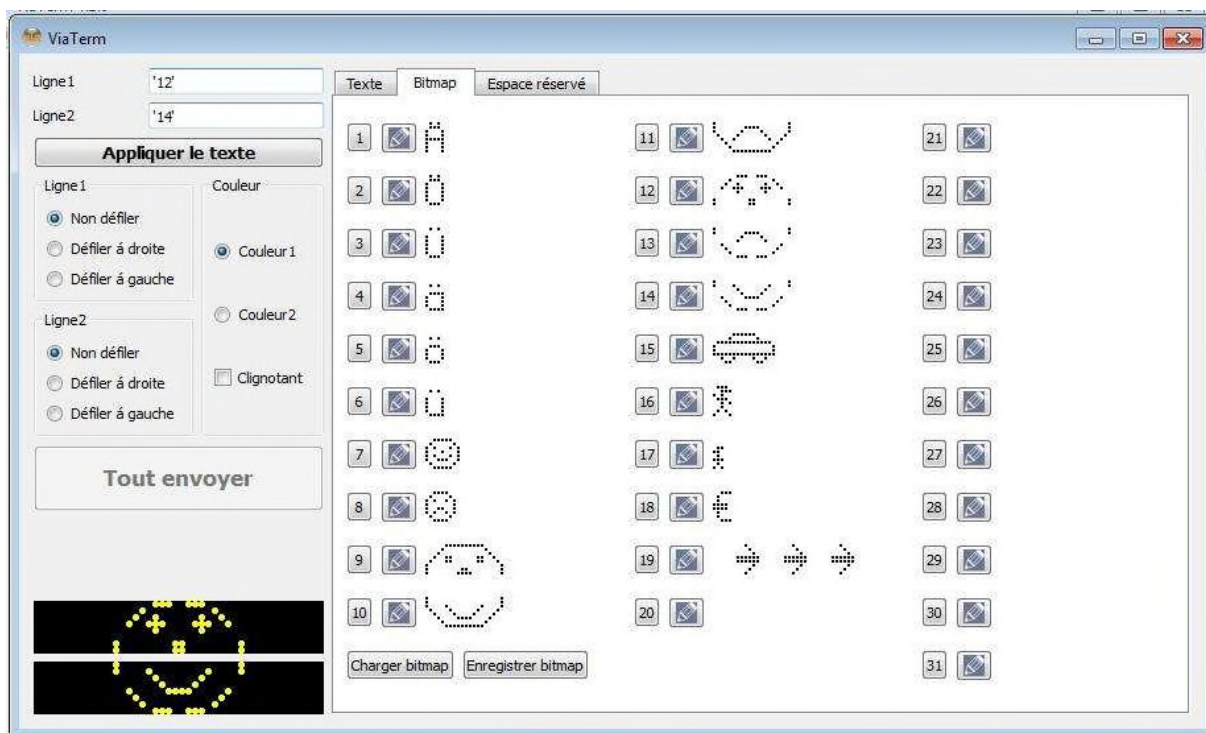 ViaTerm
Ligne1 '12'
Ligne2 '14'
Appliquer le texte
Ligne1
Non défiler
Défiler á droite
Défiler á gauche
Ligne2
Non défiler
Défiler á droite
Défiler á gauche
Couleur
Couleur1
Couleur2
Clignotant
Tout envoyer
Texte Bitmap Espace réservé
1 Ä
2 Ö
3 Ü
4 ä
5 ö
6 ü
7
8
9
10
11
12
13
14
15
16
17
18 €
19
20
21
22
23
24
25
26
27
28
29
30
31
Charger bitmap Enregistrer bitmap